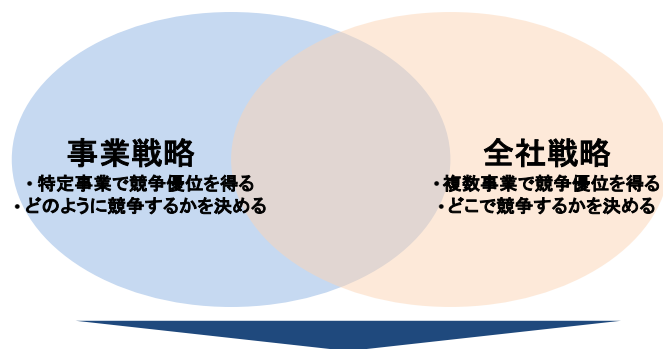 事業戦略
・特定事業で競争優位を得る
・どのように競争するかを決める
全社戦略
・複数事業で競争優位を得る
・どこで競争するかを決める